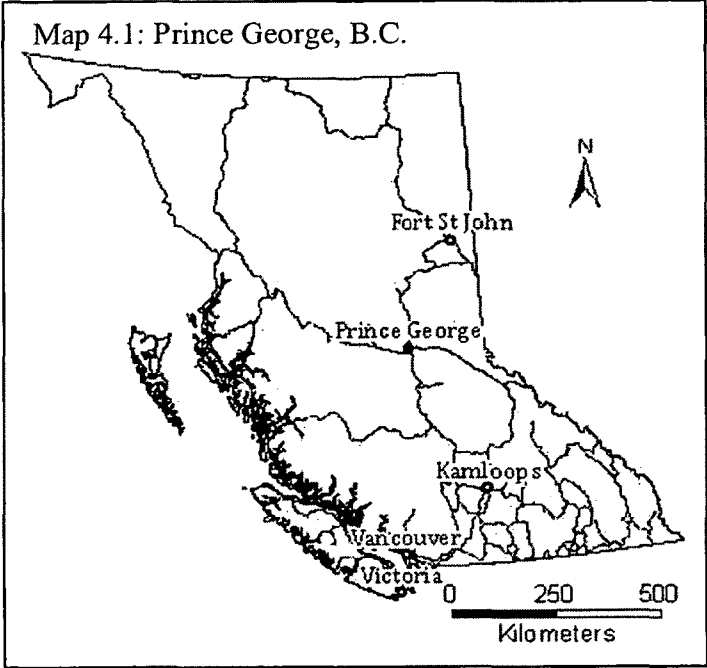 Map 4.1: Prince George, B.C.
N
Fort St John
Prince George
Kamloops
Vancouver
Victoria
0 250 500
Kilometers